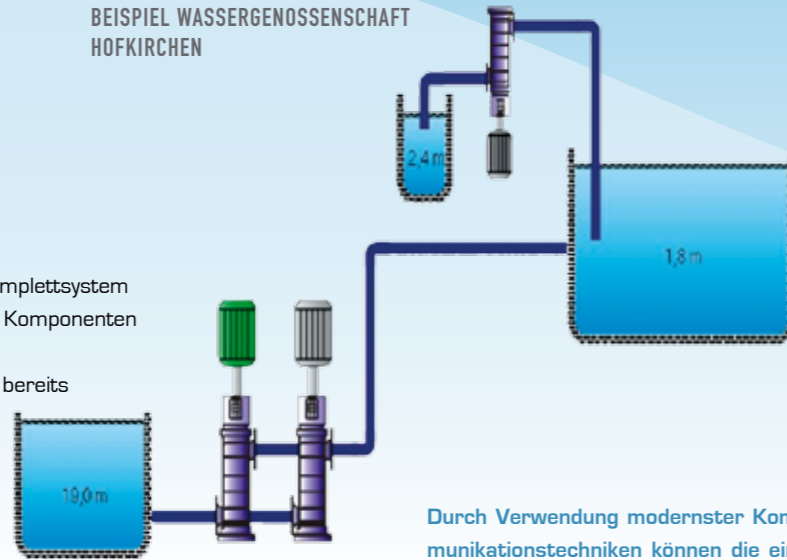 BEISPIEL WASSERGENOSSENSCHAFT
HOFKIRCHEN
2,4 m
1,8 m
mplettsystem
Komponenten
bereits
19,0 m
Durch Verwendung modernster Kom
munikationstechniken können die ei